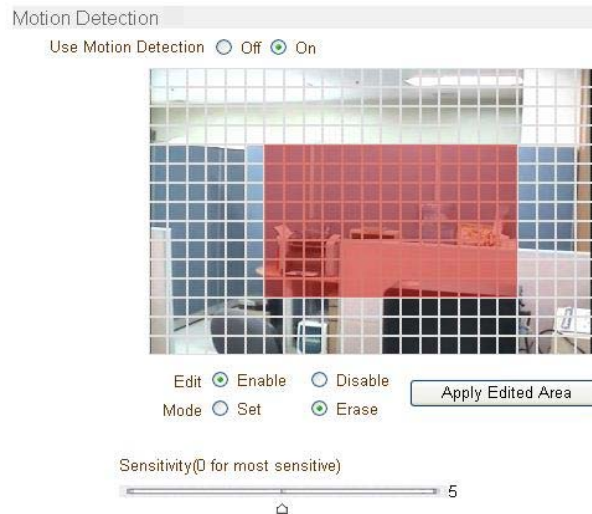 Motion Detection
Use Motion Detection Off On
Edit Enable Disable
Apply Edited Area
Mode Set Erase
Sensitivity(0 for most sensitive)
5